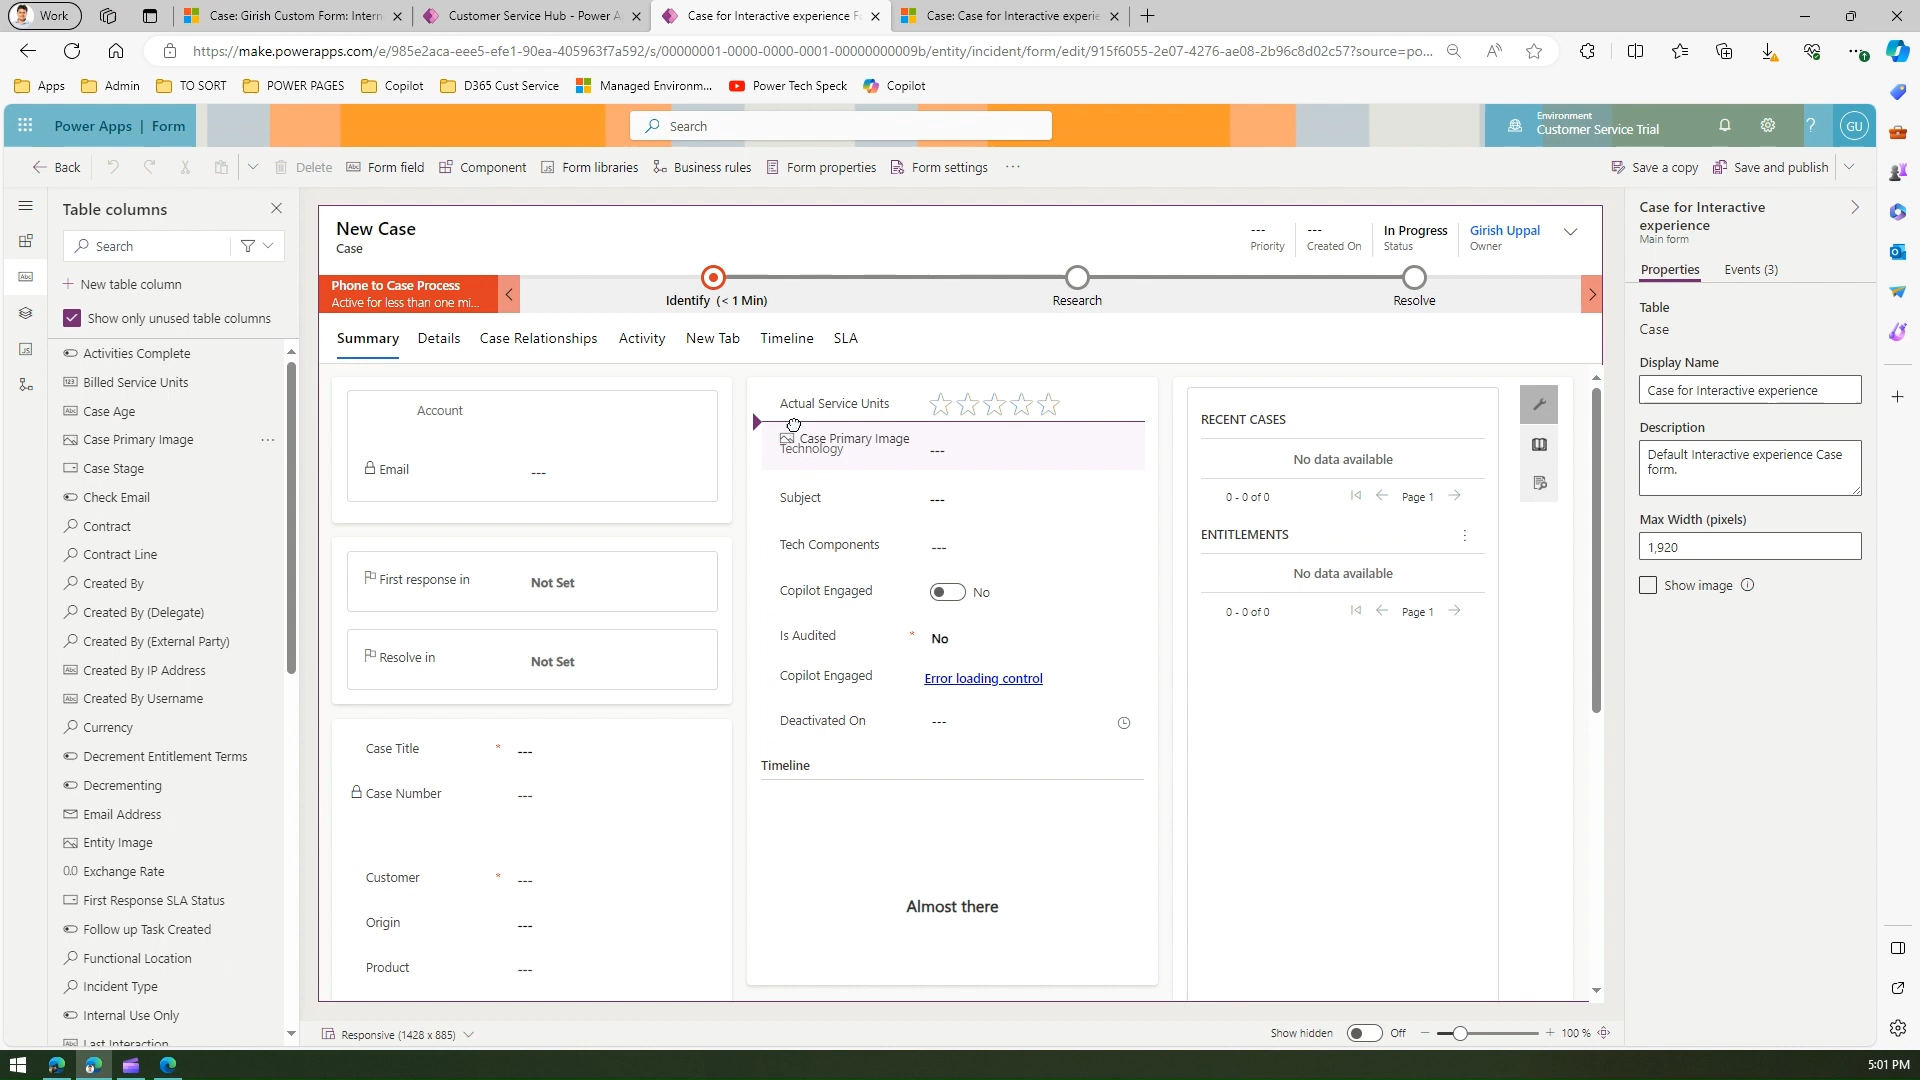 Work
Case: Girish Custom Form: Intern
Customer Service Hub - Power A
Case for Interactive experience F
Case: Case for Interactive experie
https://make.powerapps.com/e/985e2aca-eee5-efe1-90ea-405963f7a592/s/00000001-0000-0000-0001-00000000009b/entity/incident/form/edit/915f6055-2e07-4276-ae08-2b96c8d02c57?source=po...
Apps
Admin
TO SORT
POWER PAGES
Copilot
D365 Cust Service
Managed Environm...
Power Tech Speck
Copilot
Power Apps | Form
Search
Environment
Customer Service Trial
?
GU
Back
Delete
Form field
Component
Form libraries
Business rules
Form properties
Form settings
...
Save a copy
Save and publish
Table columns
Search
+ New table column
Show only unused table columns
Activities Complete
Billed Service Units
Case Age
Case Primary Image
...
Case Stage
Check Email
Contract
Contract Line
Created By
Created By (Delegate)
Created By (External Party)
Created By IP Address
Created By Username
Currency
Decrement Entitlement Terms
Decrementing
Email Address
Entity Image
Exchange Rate
First Response SLA Status
Follow up Task Created
Functional Location
Incident Type
Internal Use Only
Last Interaction
New Case
Case
---
Priority
---
Created On
In Progress
Status
Girish Uppal
Owner
Phone to Case Process
Active for less than one mi...
Identify (< 1 Min)
Research
Resolve
Summary
Details
Case Relationships
Activity
New Tab
Timeline
SLA
Account
Email
---
First response in
Not Set
Resolve in
Not Set
Case Title
*
---
Case Number
---
Customer
*
---
Origin
---
Product
---
Actual Service Units
Case Primary Image
Technology
---
Subject
---
Tech Components
---
Copilot Engaged
No
Is Audited
*
No
Copilot Engaged
Error loading control
Deactivated On
---
Timeline
Almost there
RECENT CASES
No data available
0 - 0 of 0
Page 1
ENTITLEMENTS
No data available
0 - 0 of 0
Page 1
Case for Interactive
experience
Main form
Properties
Events (3)
Table
Case
Display Name
Case for Interactive experience
Description
Default Interactive experience Case
form.
Max Width (pixels)
1,920
Show image
Responsive (1428 x 885)
Show hidden
Off
100 %
5:01 PM